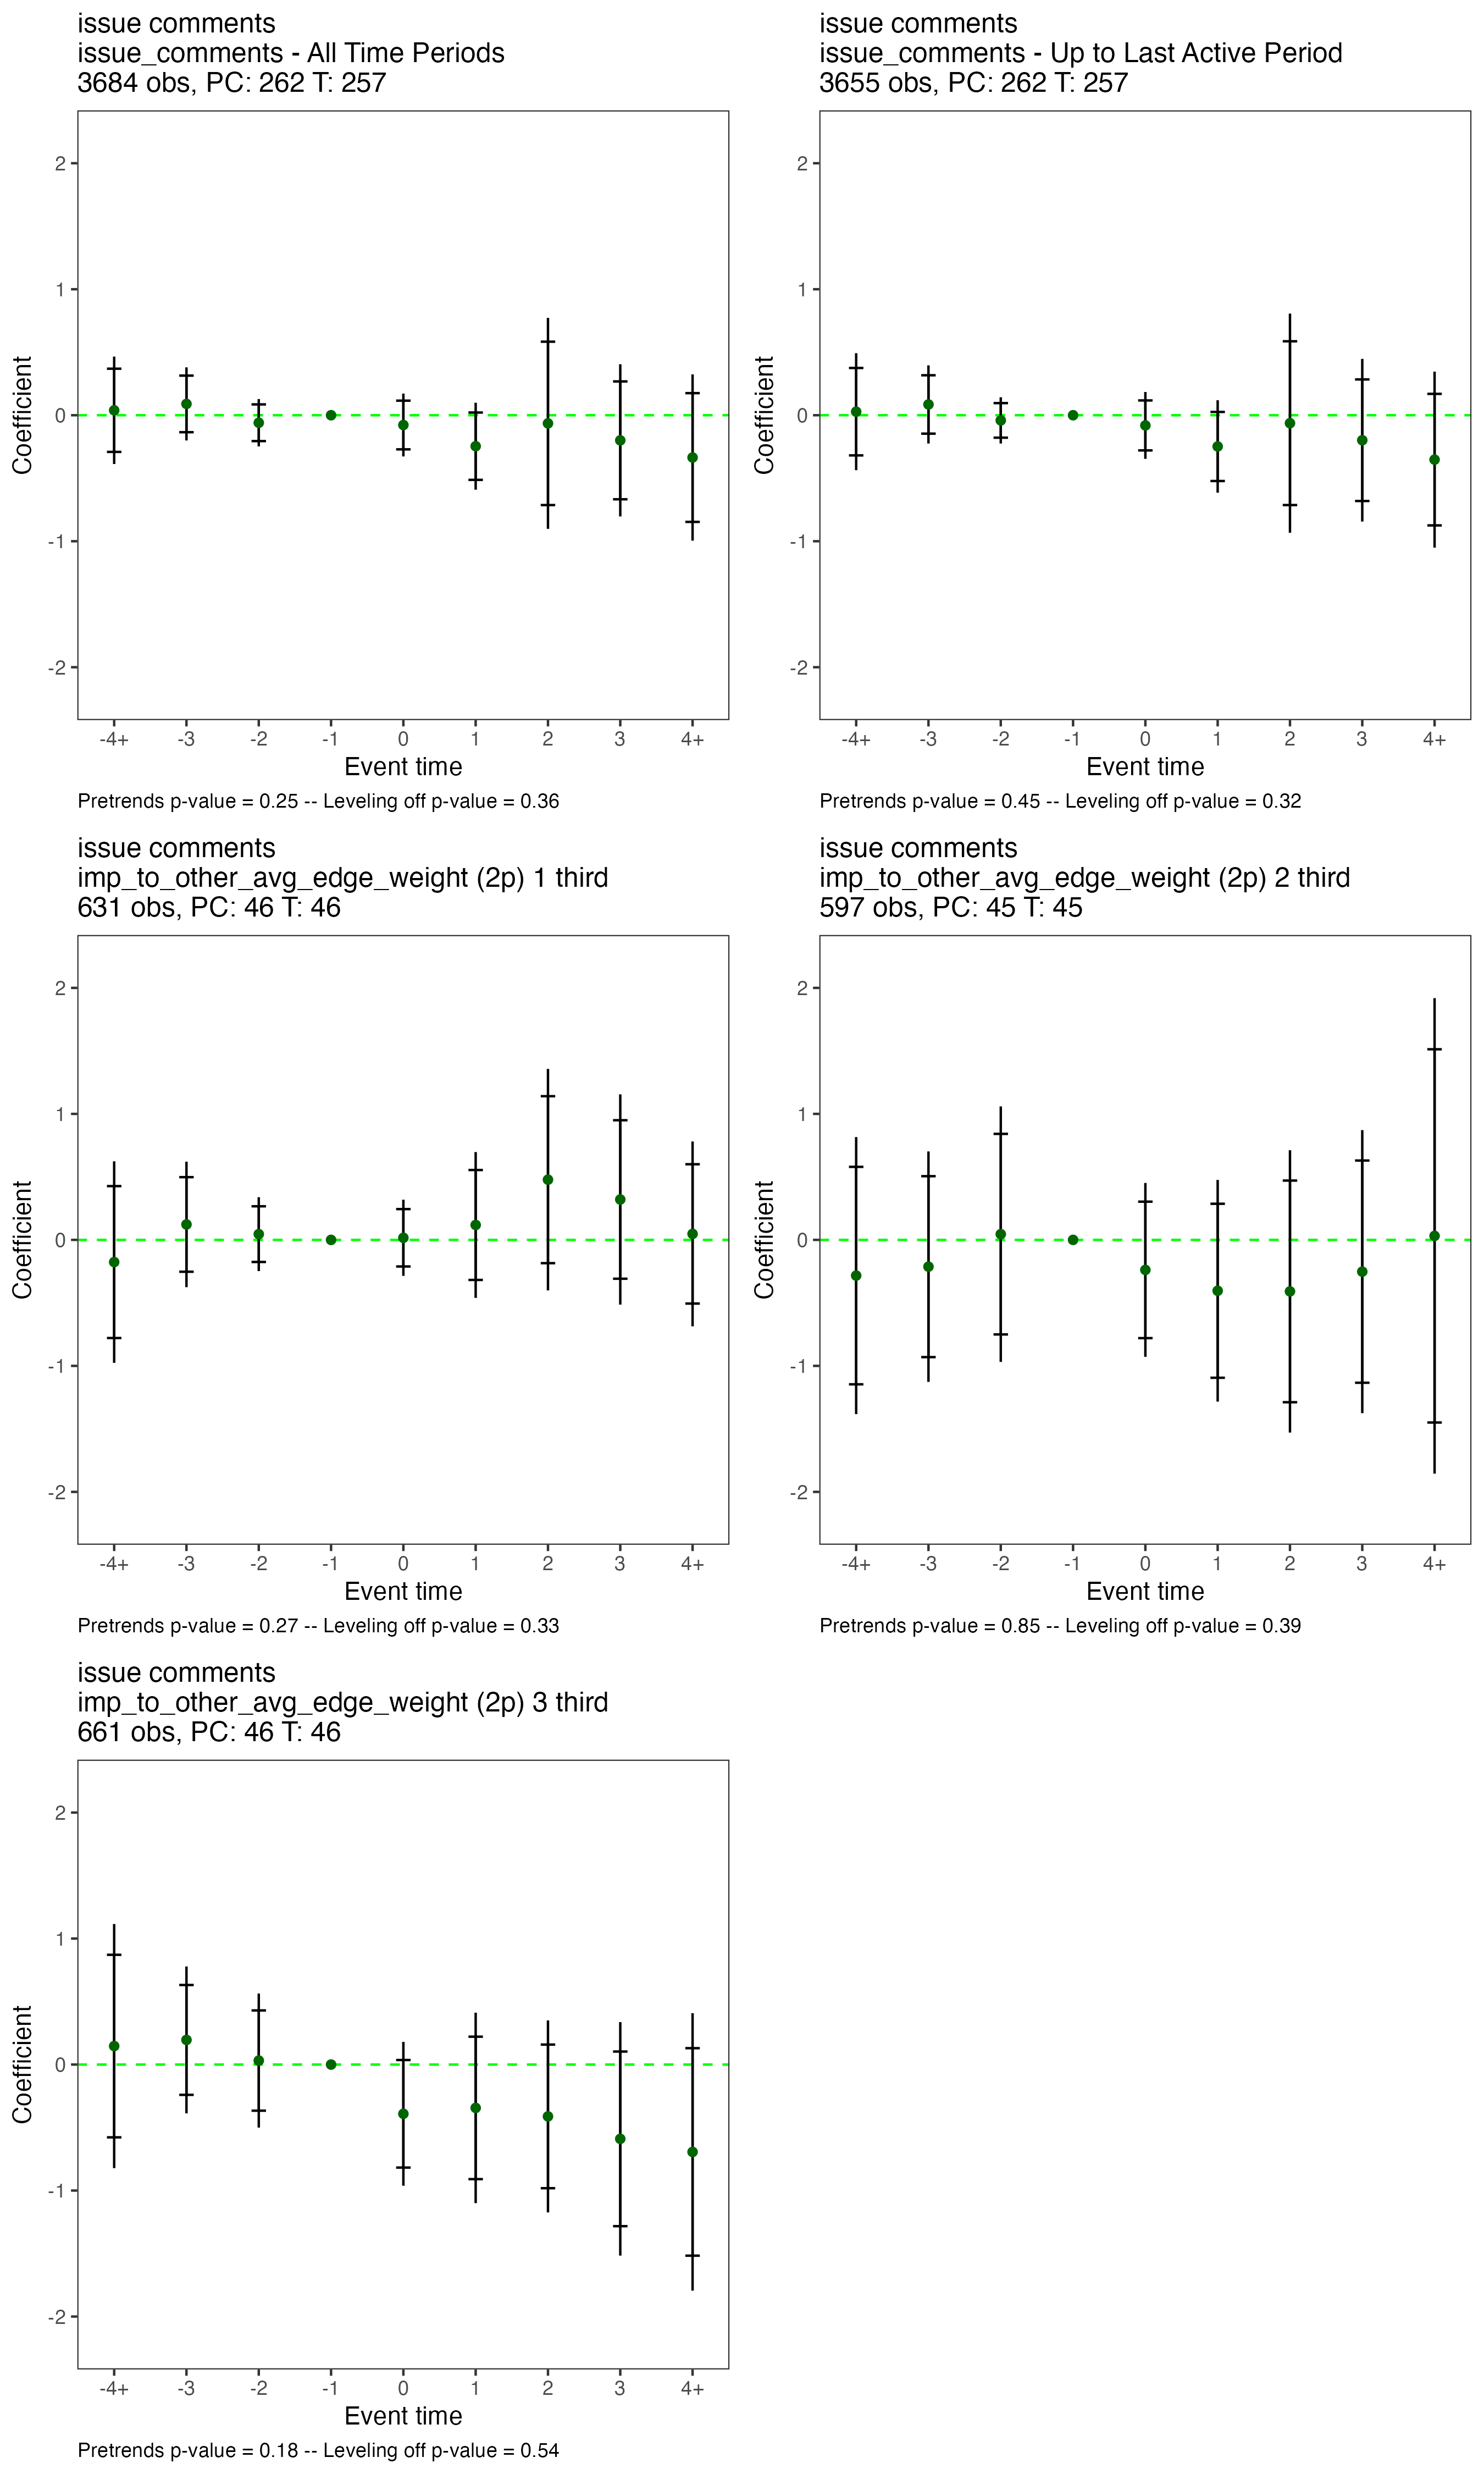 issue comments
issue_comments - All Time Periods
3684 obs, PC: 262 T: 257
2
1
0
-1
-2
Coefficient
-4+ -3 -2 -1 0 1 2 3 4+
Event time
Pretrends p-value = 0.25 -- Leveling off p-value = 0.36
issue comments
issue_comments - Up to Last Active Period
3655 obs, PC: 262 T: 257
2
1
0
-1
-2
Coefficient
-4+ -3 -2 -1 0 1 2 3 4+
Event time
Pretrends p-value = 0.45 -- Leveling off p-value = 0.32
issue comments
imp_to_other_avg_edge_weight (2p) 1 third
631 obs, PC: 46 T: 46
2
1
0
-1
-2
Coefficient
-4+ -3 -2 -1 0 1 2 3 4+
Event time
Pretrends p-value = 0.27 -- Leveling off p-value = 0.33
issue comments
imp_to_other_avg_edge_weight (2p) 2 third
597 obs, PC: 45 T: 45
2
1
0
-1
-2
Coefficient
-4+ -3 -2 -1 0 1 2 3 4+
Event time
Pretrends p-value = 0.85 -- Leveling off p-value = 0.39
issue comments
imp_to_other_avg_edge_weight (2p) 3 third
661 obs, PC: 46 T: 46
2
1
0
-1
-2
Coefficient
-4+ -3 -2 -1 0 1 2 3 4+
Event time
Pretrends p-value = 0.18 -- Leveling off p-value = 0.54